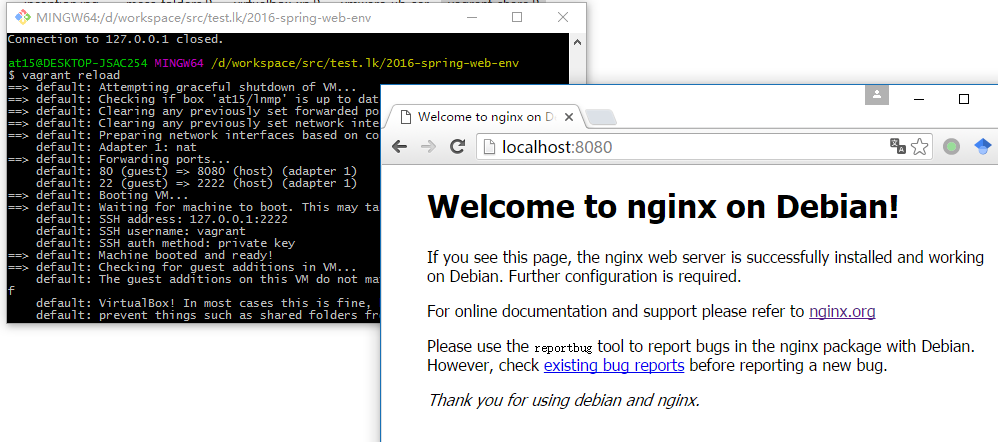 MINGW64:/d/workspace/src/test.lk/2016-spring-web-env
Connection to 127.0.0.1 closed.
at15@DESKTOP-JSAC254 MINGW64 /d/workspace/src/test.lk/2016-spring-web-env
$ vagrant reload
==> default: Attempting graceful shutdown of VM...
==> default: Checking if box 'at15/lnmp' is up to dat
==> default: Clearing any previously set forwarded po
==> default: Clearing any previously set network inte
==> default: Preparing network interfaces based on co
default: Adapter 1: nat
==> default: Forwarding ports...
default: 80 (guest) => 8080 (host) (adapter 1)
default: 22 (guest) => 2222 (host) (adapter 1)
==> default: Booting VM...
==> default: Waiting for machine to boot. This may ta
default: SSH address: 127.0.0.1:2222
default: SSH username: vagrant
default: SSH auth method: private key
==> default: Machine booted and ready!
==> default: Checking for guest additions in VM...
default: The guest additions on this VM do not ma
f
default: VirtualBox! In most cases this is fine,
default: prevent things such as shared folders fr
Welcome to nginx on D
localhost:8080
Welcome to nginx on Debian!
If you see this page, the nginx web server is successfully installed and working
on Debian. Further configuration is required.
For online documentation and support please refer to nginx.org
Please use the reportbug tool to report bugs in the nginx package with Debian.
However, check existing bug reports before reporting a new bug.
Thank you for using debian and nginx.